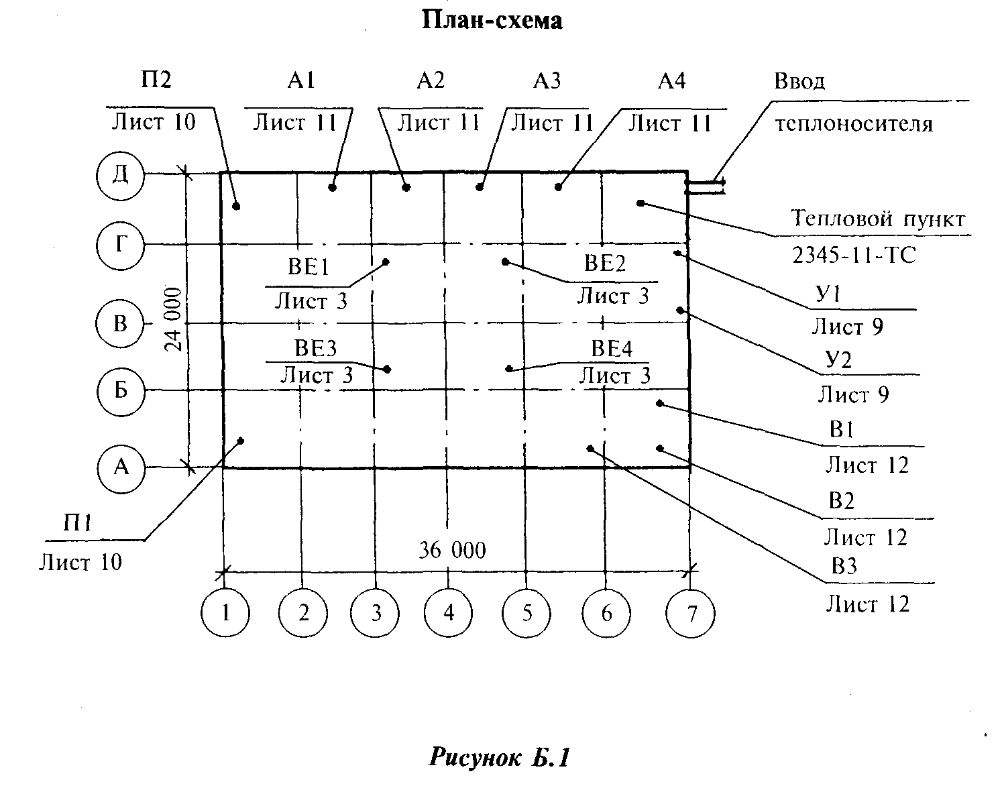 План-схема
П2 А1 А2 А3 А4 Ввод
Лист 10 Лист 11 Лист 11 Лист 11 Лист 11 теплоносителя
Д
Тепловой пункт
Г
2345-11-ТС
ВЕ1 ВЕ2
Лист 3 Лист 3 У1
24 000
В
Лист 9
ВЕ3 ВЕ4 У2
Лист 3 Лист 3
Б
Лист 9
В1
А
Лист 12
В2
П1
Лист 12
36 000
Лист 10 В3
Лист 12
1 2 3 4 5 6 7
Рисунок Б.1